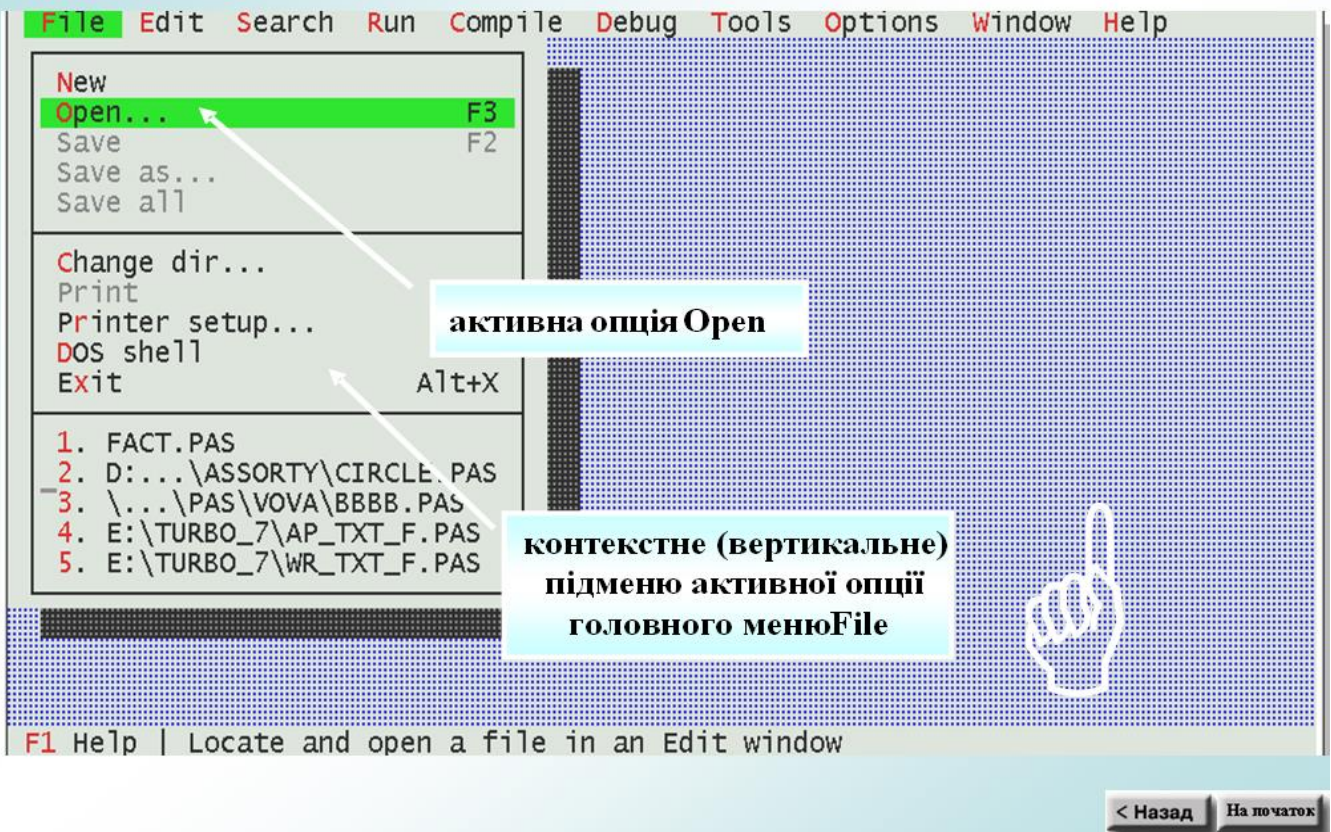 File Edit Search Run Compile Debug Tools Options Window Help
New
Open... F3
Save F2
Save as...
Save all
Change dir...
Print
Printer setup...
DOS shell
Exit Alt+X
активна опція Open
1. FACT.PAS
2. D:...\ASSORTY\CIRCLE.PAS
3. \...\PAS\VOVA\BBBB.PAS
4. E:\TURBO_7\AP_TXT_F.PAS
5. E:\TURBO_7\WR_TXT_F.PAS
контекстне (вертикальне)
підменю активної опції
головного менюFile
F1 Help | Locate and open a file in an Edit window
< Назад На початок